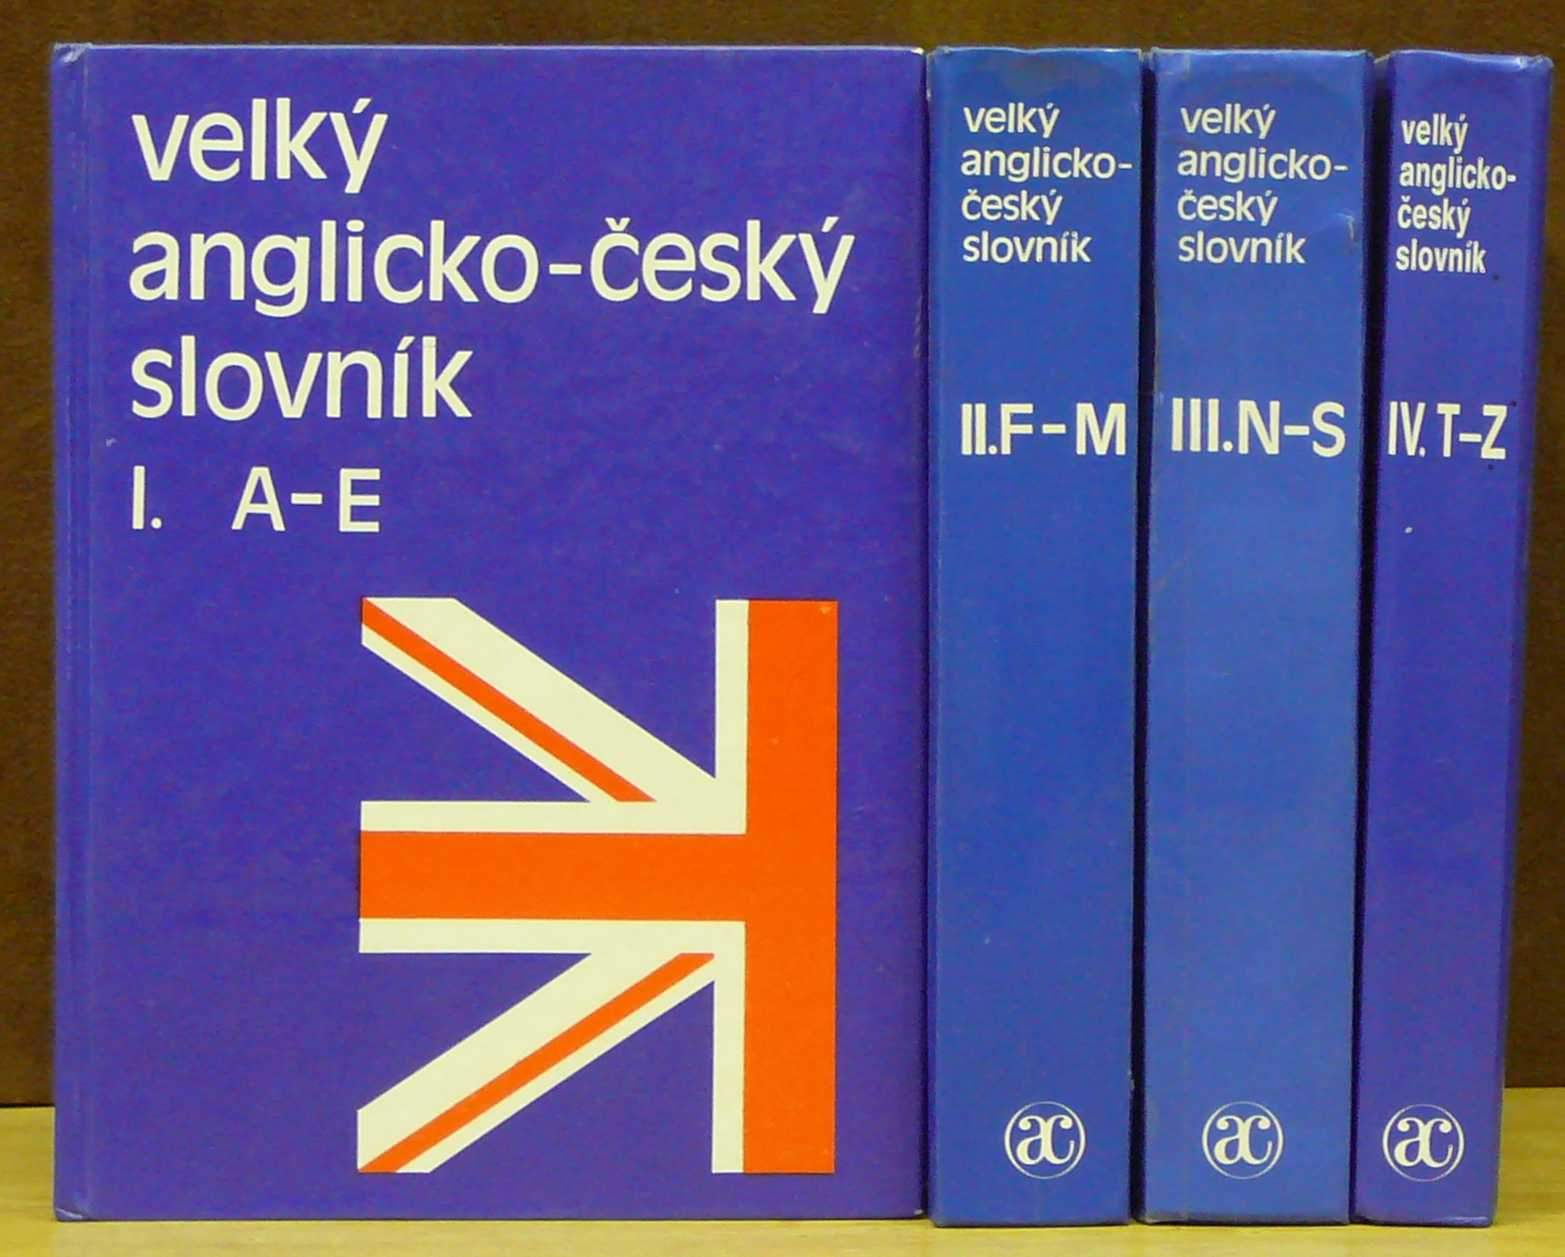 velký
anglicko-český
slovník
I. A-E
velký
anglicko-
český
slovník
II.F-M
ac
velký
anglicko-
český
slovník
III.N-S
ac
velký
anglicko-
český
slovník
IV. T-Z
ac